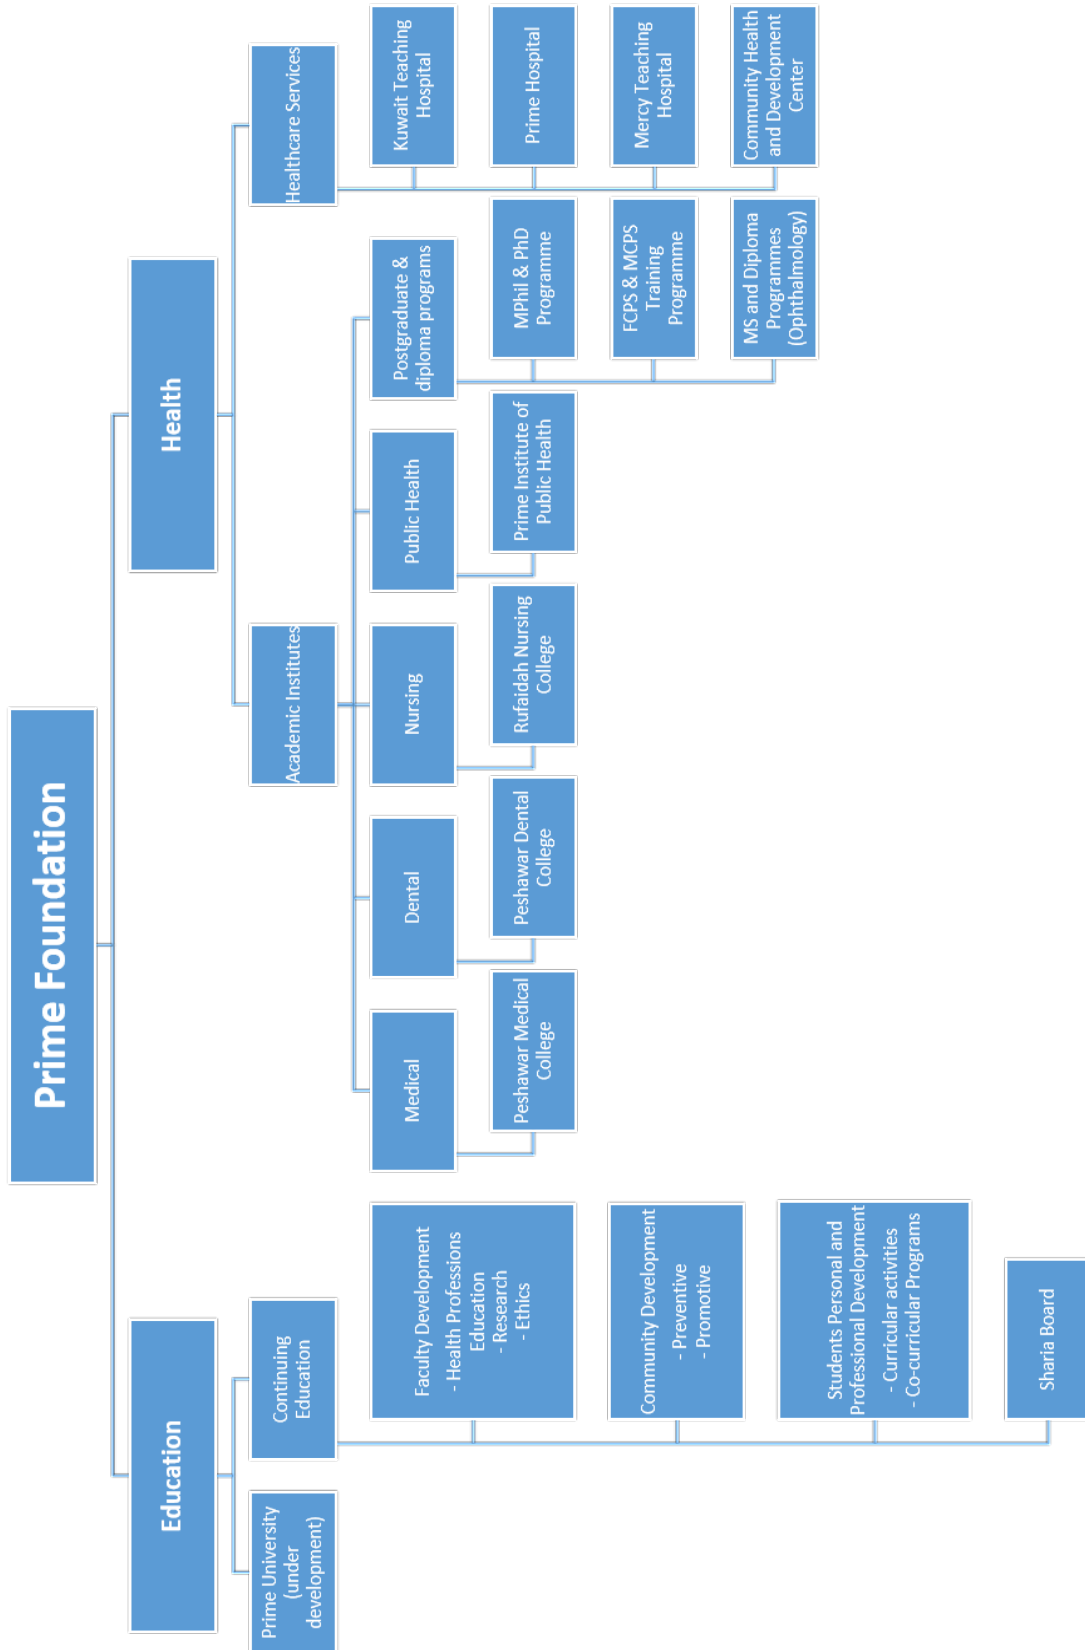 Prime Foundation
Education
Health
Prime University
(under
development)
Continuing
Education
Academic Institutes
Healthcare Services
Faculty Development
- Health Professions
Education
- Research
- Ethics
Community Development
- Preventive
- Promotive
Students Personal and
Professional Development
- Curricular activities
- Co-curricular Programs
Sharia Board
Medical
Peshawar Medical
College
Dental
Peshawar Dental
College
Nursing
Rufaidah Nursing
College
Public Health
Prime Institute of
Public Health
Postgraduate &
diploma programs
MPhil & PhD
Programme
FCPS & MCPS
Training
Programme
MS and Diploma
Programmes
(Ophthalmology)
Kuwait Teaching
Hospital
Prime Hospital
Mercy Teaching
Hospital
Community Health
and Development
Center